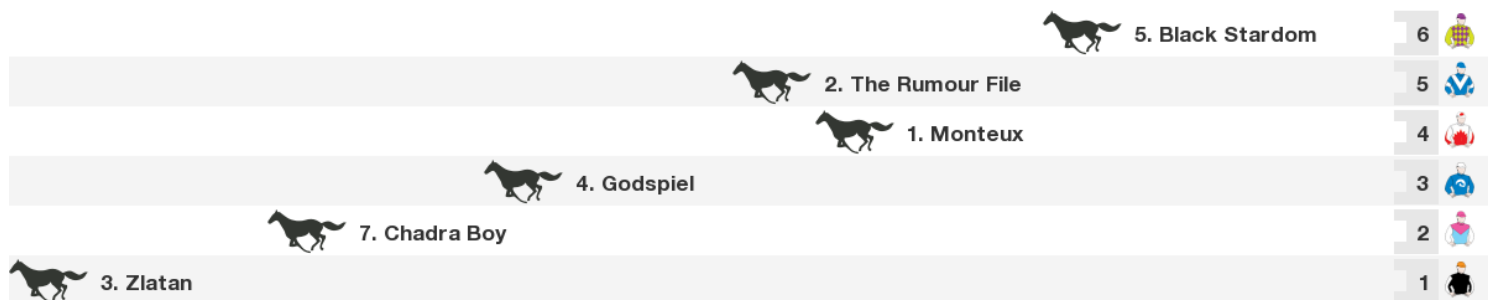 5. Black Stardom 6
2. The Rumour File 5
1. Monteux 4
4. Godspiel 3
7. Chadra Boy 2
3. Zlatan 1